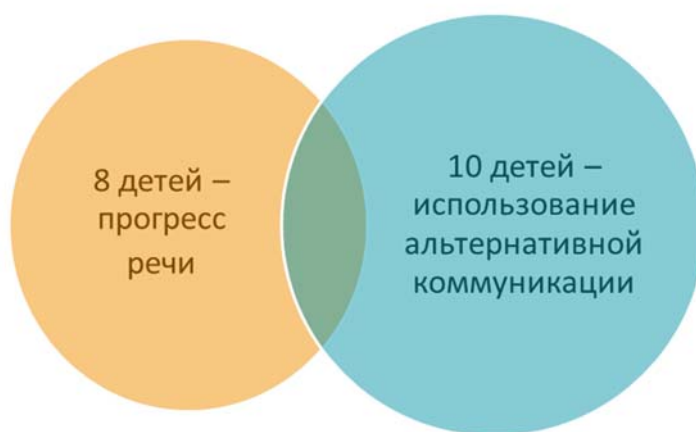 8 детей –
прогресс
речи
10 детей –
использование
альтернативной
коммуникации